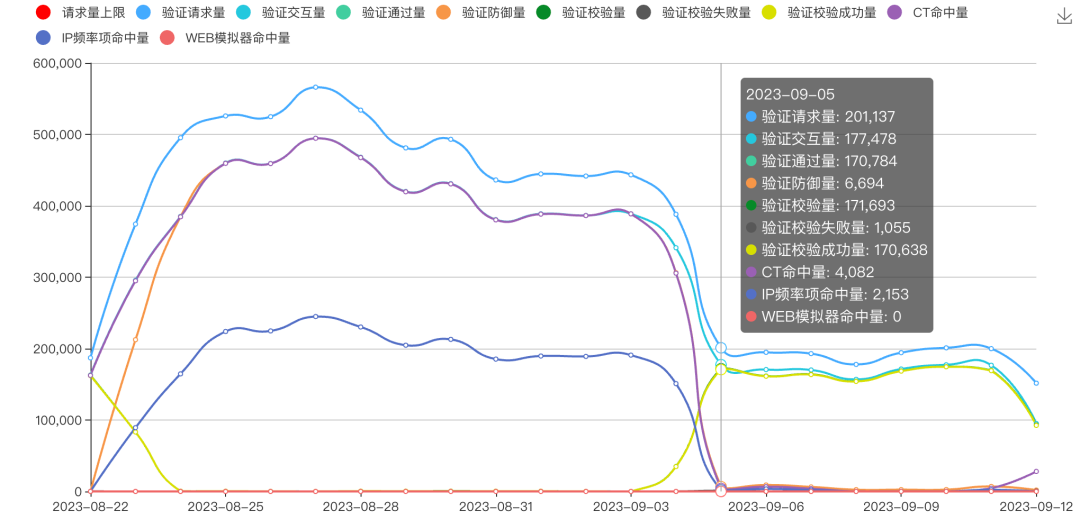 请求量上限 验证请求量 验证交互量 验证通过量 验证防御量 验证校验量 验证校验失败量 验证校验成功量 CT命中量
IP频率项命中量 WEB模拟器命中量
600,000
500,000
400,000
300,000
200,000
100,000
0
2023-09-05
验证请求量: 201,137
验证交互量: 177,478
验证通过量: 170,784
验证防御量: 6,694
验证校验量: 171,693
验证校验失败量: 1,055
验证校验成功量: 170,638
CT命中量: 4,082
IP频率项命中量: 2,153
WEB模拟器命中量: 0
2023-08-22 2023-08-25 2023-08-28 2023-08-31 2023-09-03 2023-09-06 2023-09-09 2023-09-12